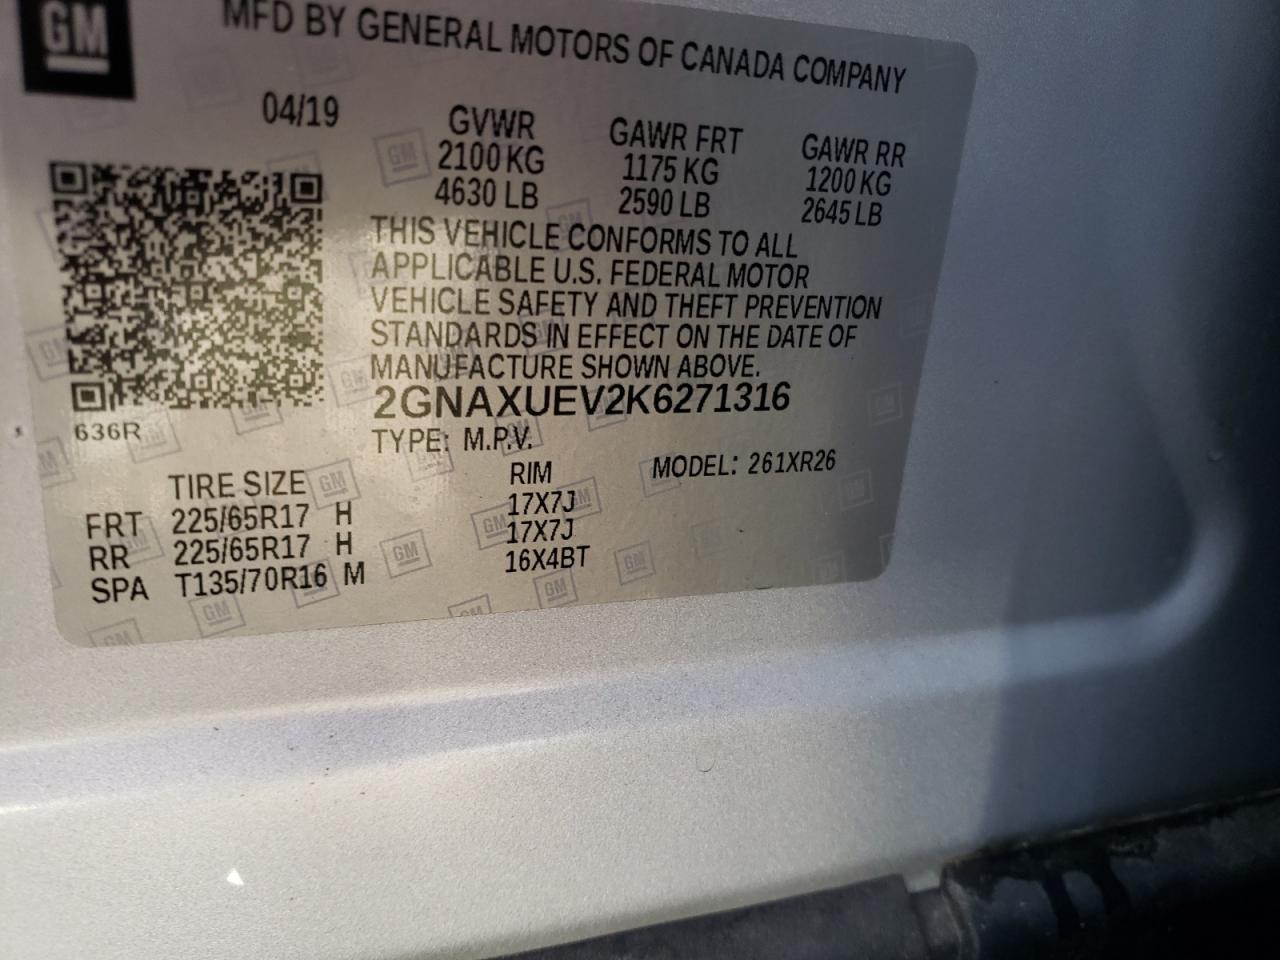 GM
MFD BY GENERAL MOTORS OF CANADA COMPANY
04/19
GVWR GAWR FRT GAWR RR
2100 KG 1175 KG 1200 KG
4630 LB 2590 LB 2645 LB
THIS VEHICLE CONFORMS TO ALL
APPLICABLE U.S. FEDERAL MOTOR
VEHICLE SAFETY AND THEFT PREVENTION
STANDARDS IN EFFECT ON THE DATE OF
MANUFACTURE SHOWN ABOVE.
2GNAXUEV2K6271316
636R
TYPE: M.P.V.
MODEL: 261XR26
TIRE SIZE RIM
FRT 225/65R17 H 17X7J
RR 225/65R17 H 17X7J
SPA T135/70R16 M 16X4BT